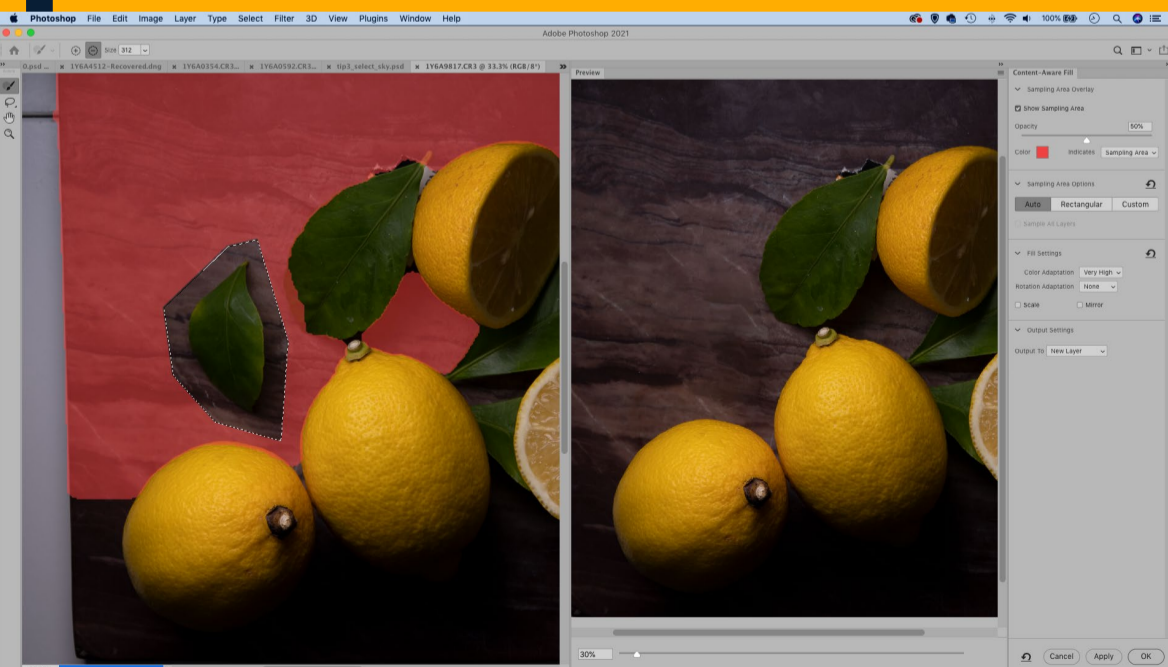 Photoshop File Edit Image Layer Type Select Filter 3D View Plugins Window Help 100%
Adobe Photoshop 2021
Size 312
0.psd ... × 1Y6A4512-Recovered.dng × 1Y6A0354.CR3... × 1Y6A0592.CR3... × tip3_select_sky.psd × 1Y6A9817.CR3 @ 33.3% (RGB/8*)
Preview
30%
Content-Aware Fill
Sampling Area Overlay
Show Sampling Area
Opacity 50%
Color Indicates Sampling Area
Sampling Area Options
Auto Rectangular Custom
Sample All Layers
Fill Settings
Color Adaptation Very High
Rotation Adaptation None
Scale Mirror
Output Settings
Output To New Layer
Cancel Apply OK